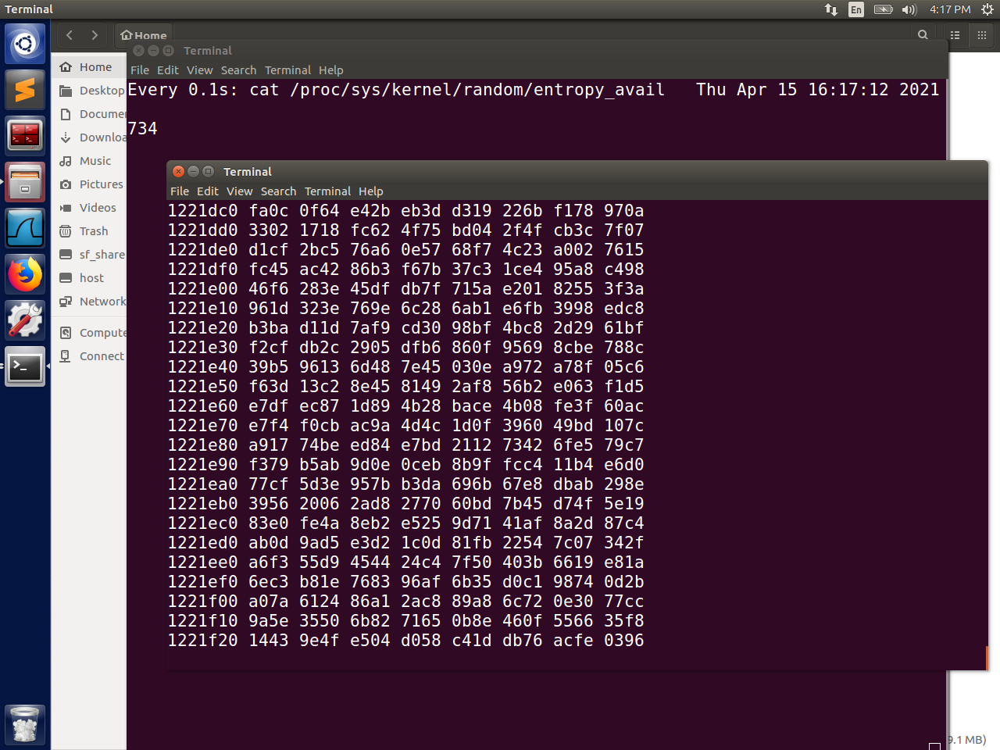 Terminal
En
4:17 PM
Home
Terminal
File Edit View Search Terminal Help
Every 0.1s: cat /proc/sys/kernel/random/entropy_avail Thu Apr 15 16:17:12 2021
734
Home
Desktop
Documen
Downloa
Music
Pictures
Videos
Trash
sf_share
host
Network
Compute
Connect
Terminal
File Edit View Search Terminal Help
1221dc0 fa0c 0f64 e42b eb3d d319 226b f178 970a
1221dd0 3302 1718 fc62 4f75 bd04 2f4f cb3c 7f07
1221de0 d1cf 2bc5 76a6 0e57 68f7 4c23 a002 7615
1221df0 fc45 ac42 86b3 f67b 37c3 1ce4 95a8 c498
1221e00 46f6 283e 45df db7f 715a e201 8255 3f3a
1221e10 961d 323e 769e 6c28 6ab1 e6fb 3998 edc8
1221e20 b3ba d11d 7af9 cd30 98bf 4bc8 2d29 61bf
1221e30 f2cf db2c 2905 dfb6 860f 9569 8cbe 788c
1221e40 39b5 9613 6d48 7e45 030e a972 a78f 05c6
1221e50 f63d 13c2 8e45 8149 2af8 56b2 e063 f1d5
1221e60 e7df ec87 1d89 4b28 bace 4b08 fe3f 60ac
1221e70 e7f4 f0cb ac9a 4d4c 1d0f 3960 49bd 107c
1221e80 a917 74be ed84 e7bd 2112 7342 6fe5 79c7
1221e90 f379 b5ab 9d0e 0ceb 8b9f fcc4 11b4 e6d0
1221ea0 77cf 5d3e 957b b3da 696b 67e8 dbab 298e
1221eb0 3956 2006 2ad8 2770 60bd 7b45 d74f 5e19
1221ec0 83e0 fe4a 8eb2 e525 9d71 41af 8a2d 87c4
1221ed0 ab0d 9ad5 e3d2 1c0d 81fb 2254 7c07 342f
1221ee0 a6f3 55d9 4544 24c4 7f50 403b 6619 e81a
1221ef0 6ec3 b81e 7683 96af 6b35 d0c1 9874 0d2b
1221f00 a07a 6124 86a1 2ac8 89a8 6c72 0e30 77cc
1221f10 9a5e 3550 6b82 7165 0b8e 460f 5566 35f8
1221f20 1443 9e4f e504 d058 c41d db76 acfe 0396
9.1 MB)